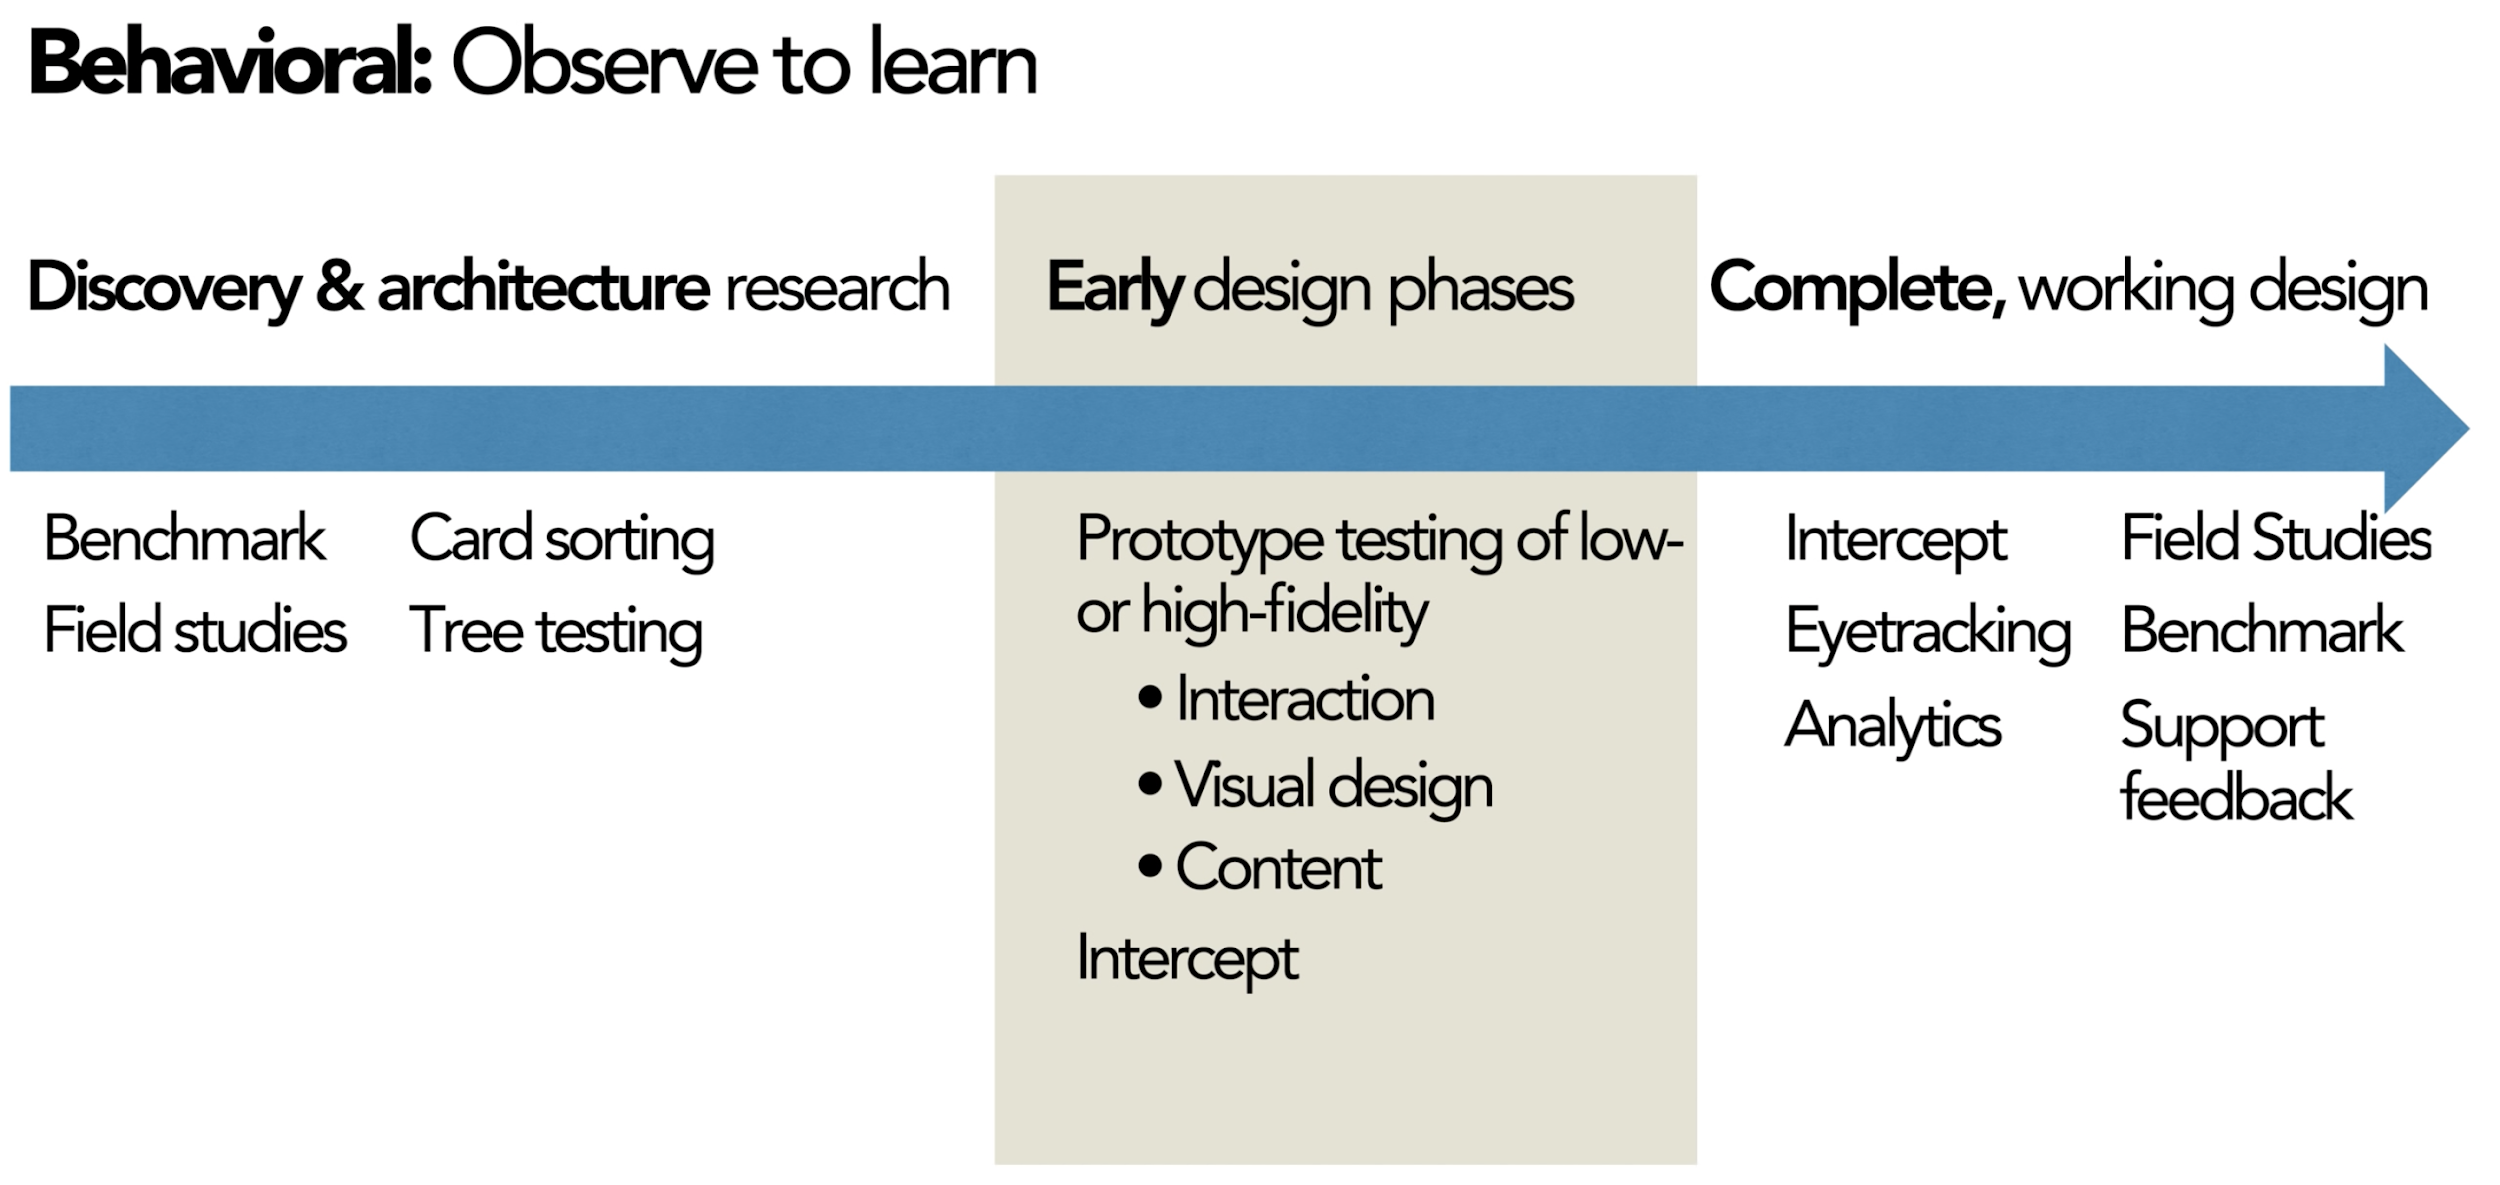 Behavioral: Observe to learn
Discovery & architecture research
Benchmark
Field studies
Card sorting
Tree testing
Early design phases
Prototype testing of low-
or high-fidelity
• Interaction
• Visual design
• Content
Intercept
Complete, working design
Intercept
Eyetracking
Analytics
Field Studies
Benchmark
Support
feedback